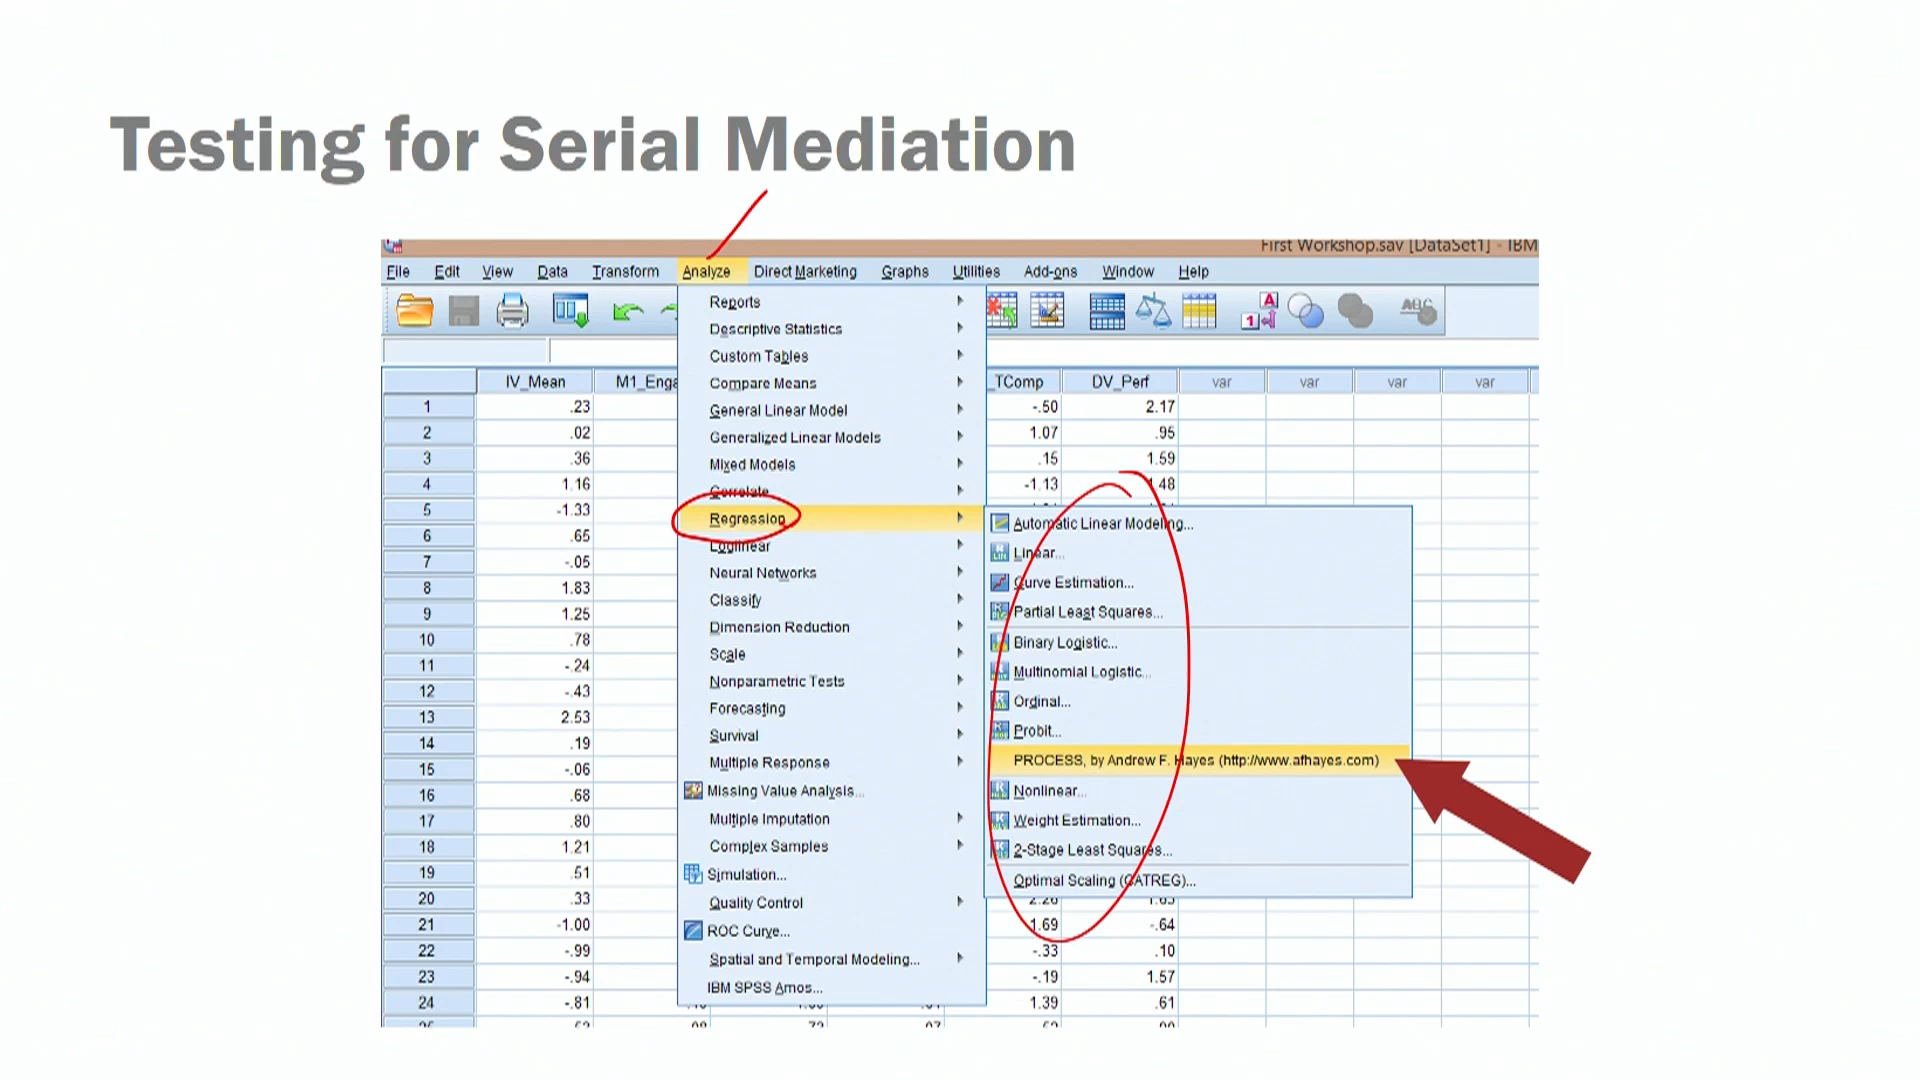 Testing for Serial Mediation
First Workshop.sav [DataSet1] - IBM
File Edit View Data Transform Analyze Direct Marketing Graphs Utilities Add-ons Window Help
Reports
Descriptive Statistics
Custom Tables
Compare Means
General Linear Model
Generalized Linear Models
Mixed Models
Correlate
Regression
Loglinear
Neural Networks
Classify
Dimension Reduction
Scale
Nonparametric Tests
Forecasting
Survival
Multiple Response
Missing Value Analysis...
Multiple Imputation
Complex Samples
Simulation...
Quality Control
ROC Curve...
Spatial and Temporal Modeling...
IBM SPSS Amos...
Automatic Linear Modeling...
Linear...
Curve Estimation...
Partial Least Squares...
Binary Logistic...
Multinomial Logistic...
Ordinal...
Probit...
PROCESS, by Andrew F. Hayes (http://www.afhayes.com)
Nonlinear...
Weight Estimation...
2-Stage Least Squares...
Optimal Scaling (CATREG)...
IV_Mean M1_Enga _TComp DV_Perf var var var var
1 .23 -.50 2.17
2 .02 1.07 .95
3 .36 .15 1.59
4 1.16 -1.13 1.48
5 -1.33
6 .65
7 -.05
8 1.83
9 1.25
10 .78
11 -.24
12 -.43
13 2.53
14 .19
15 -.06
16 .68
17 .80
18 1.21
19 .51
20 .33 2.26 1.65
21 -1.00 1.69 -.64
22 -.99 -.33 .10
23 -.94 -.19 1.57
24 -.81 1.39 .61